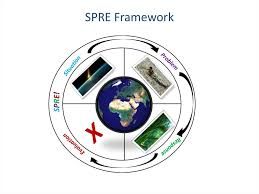 SPRE Framework
Situation
Problem
Response
Evaluation
SPRE!
X